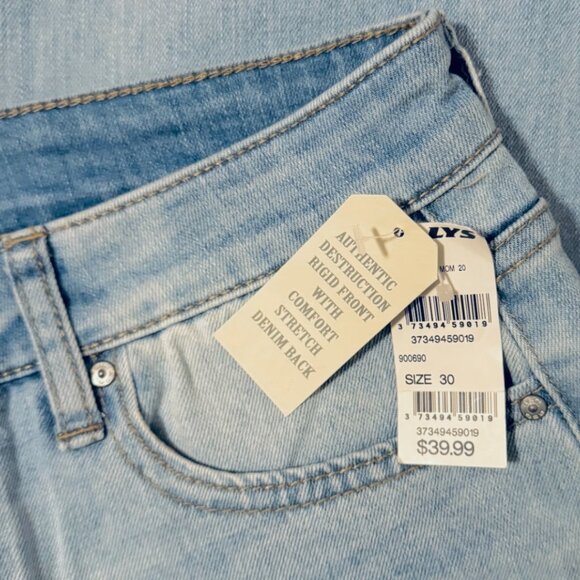 AUTHENTIC
DESTRUCTION
RIGID FRONT
WITH
COMFORT
STRETCH
DENIM BACK
LYS
MOM 20
3 73494 59019
37349459019
900690
SIZE 30
3 73494 59019
37349459019
$39.99